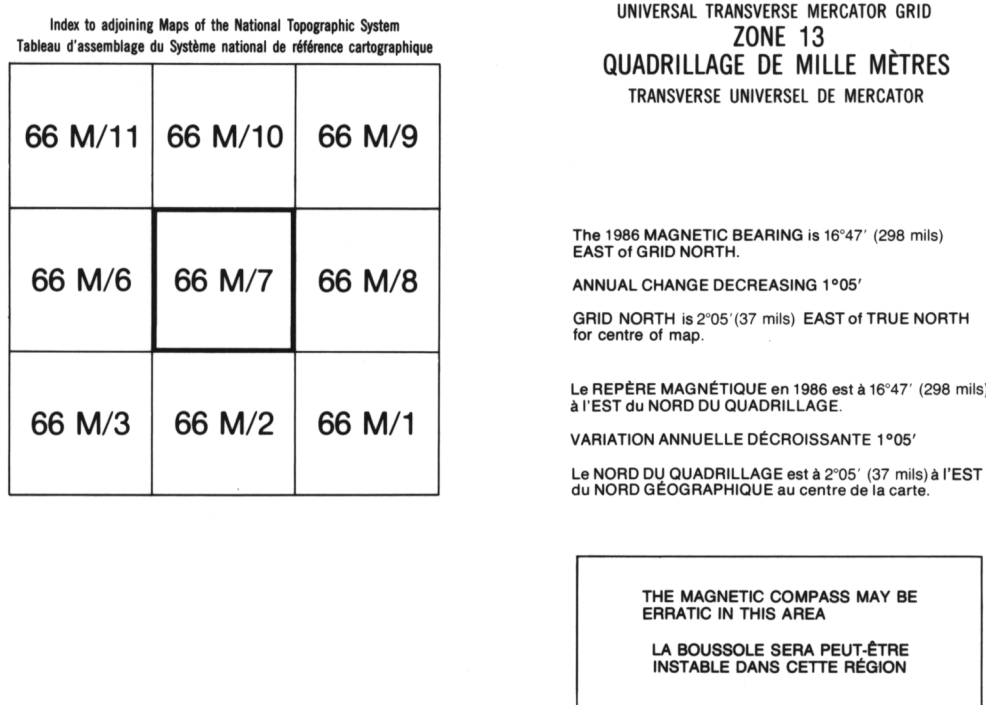 Index to adjoining Maps of the National Topographic System
Tableau d'assemblage du Système national de référence cartographique
66 M/11 66 M/10 66 M/9
66 M/6 66 M/7 66 M/8
66 M/3 66 M/2 66 M/1
UNIVERSAL TRANSVERSE MERCATOR GRID
ZONE 13
QUADRILLAGE DE MILLE MÈTRES
TRANSVERSE UNIVERSEL DE MERCATOR
The 1986 MAGNETIC BEARING is 16°47′ (298 mils)
EAST of GRID NORTH.
ANNUAL CHANGE DECREASING 1°05′
GRID NORTH is 2°05′(37 mils) EAST of TRUE NORTH
for centre of map.
Le REPÈRE MAGNÉTIQUE en 1986 est à 16°47′ (298 mils)
à l'EST du NORD DU QUADRILLAGE.
VARIATION ANNUELLE DÉCROISSANTE 1°05′
Le NORD DU QUADRILLAGE est à 2°05′ (37 mils) à l'EST
du NORD GÉOGRAPHIQUE au centre de la carte.
THE MAGNETIC COMPASS MAY BE
ERRATIC IN THIS AREA
LA BOUSSOLE SERA PEUT-ÊTRE
INSTABLE DANS CETTE RÉGION